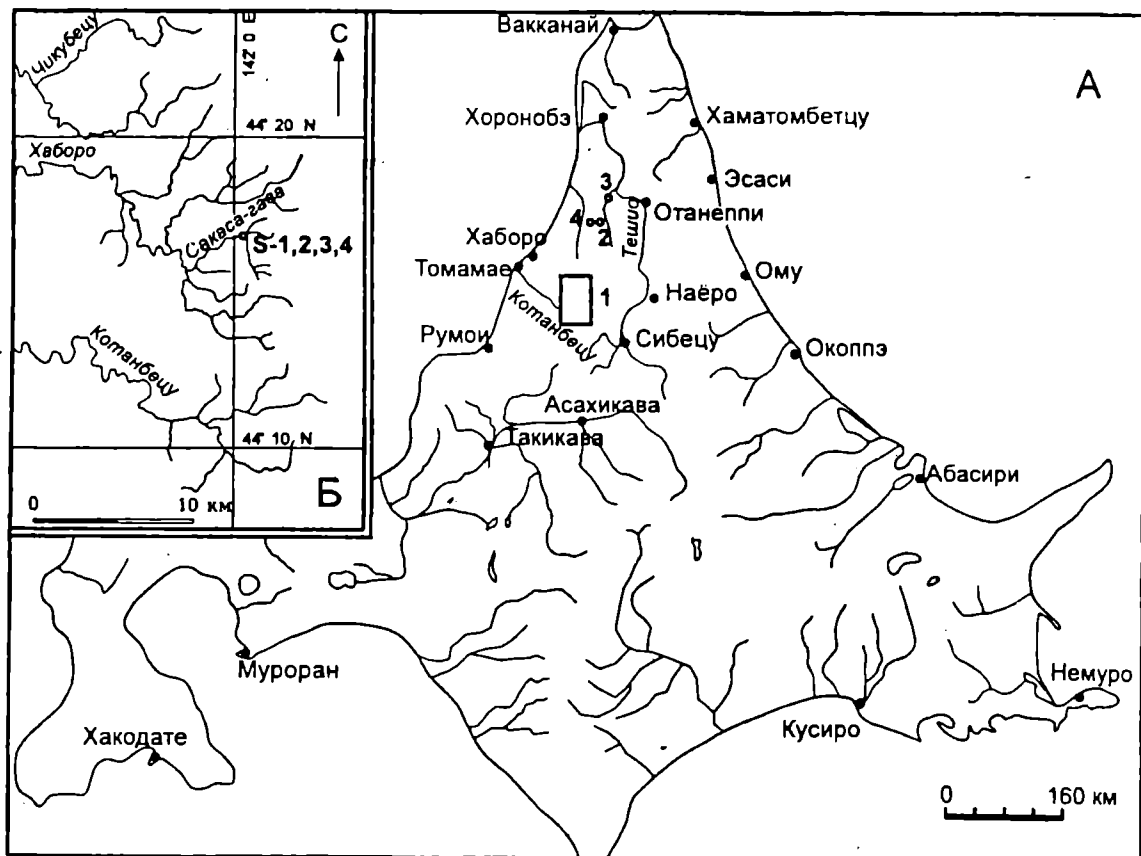 Вакканай
А
Хоронобэ
Хаматомбетцу
Эсаси
3
Отанеппи
4
2
Тешио
Хаборо
Томамае
Ому
1
Наёро
Котанбецу
Румои
Сибецу
Окоппэ
Асахикава
Такикава
Абасири
Муроран
Немуро
Кусиро
Хакодате
0 160 км
Чикубецу
142 0 E
С
44° 20 N
Хаборо
Сакаса-гава
S-1,2,3,4
Котанбецу
44° 10 N
0 10 км
Б